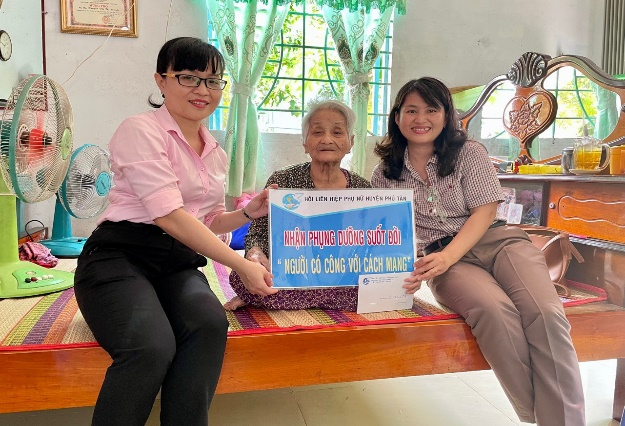 HỘI LIÊN HIỆP PHỤ NỮ HUYỆN PHÚ TÂN
NHẬN PHỤNG DƯỠNG SUỐT ĐỜI
“ NGƯỜI CÓ CÔNG VỚI CÁCH MẠNG”